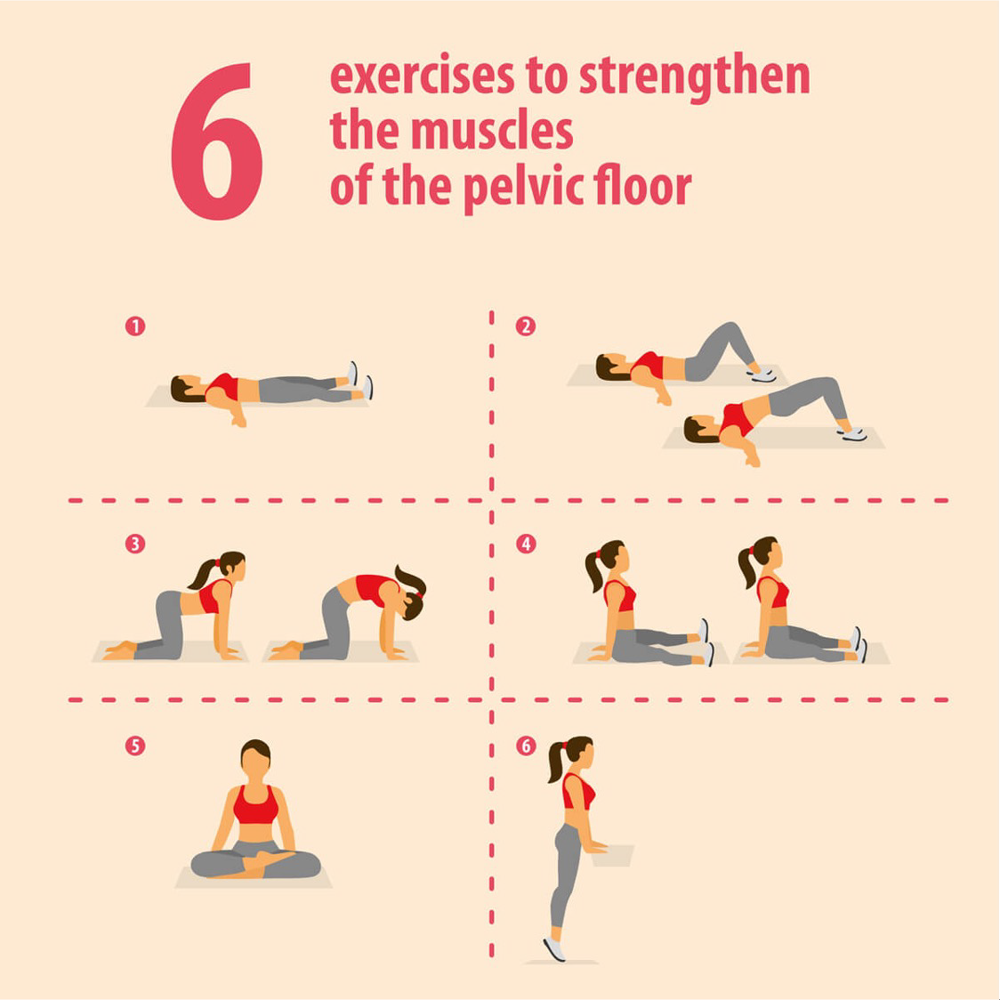 6
exercises to strengthen
the muscles
of the pelvic floor
1
2
3
4
5
6